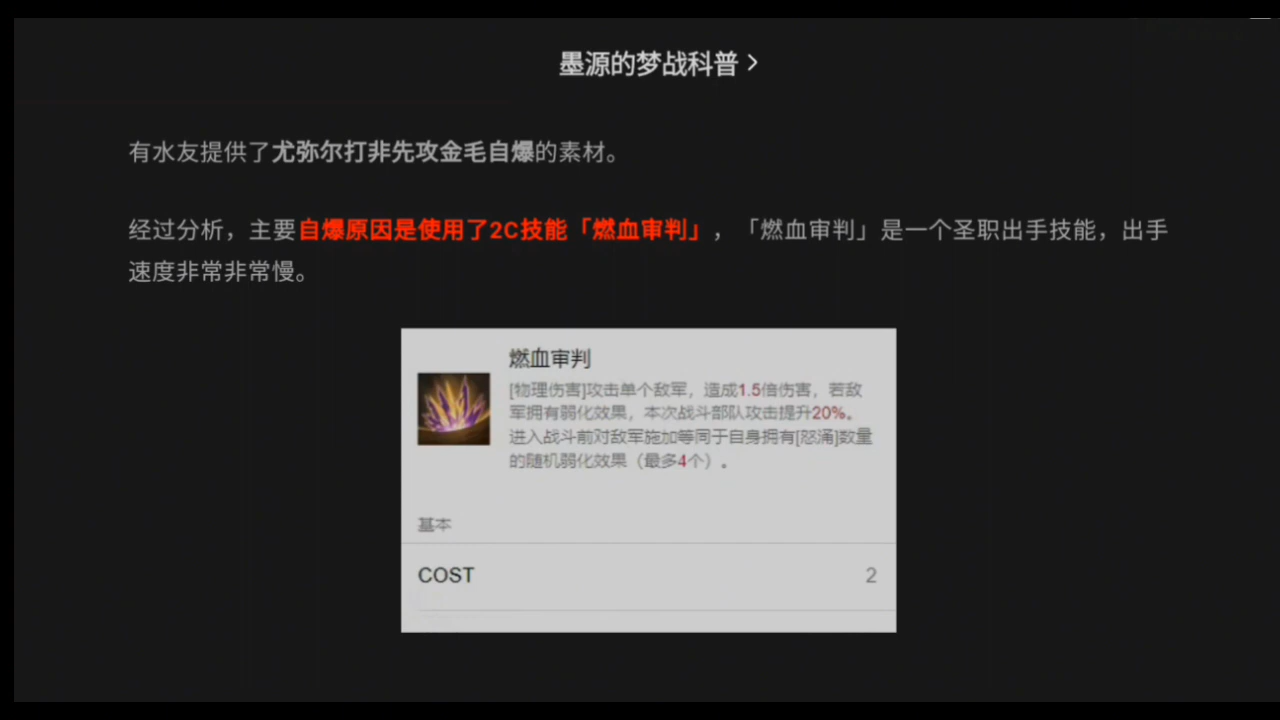 墨源的梦战科普 >
有水友提供了尤弥尔打非先攻金毛自爆的素材。
经过分析，主要自爆原因是使用了2C技能「燃血审判」，「燃血审判」是一个圣职出手技能，出手
速度非常非常慢。
燃血审判
[物理伤害]攻击单个敌军，造成1.5倍伤害，若敌
军拥有弱化效果，本次战斗部队攻击提升20%。
进入战斗前对敌军施加等同于自身拥有[怒涌]数量
的随机弱化效果（最多4个）。
基本
COST 2